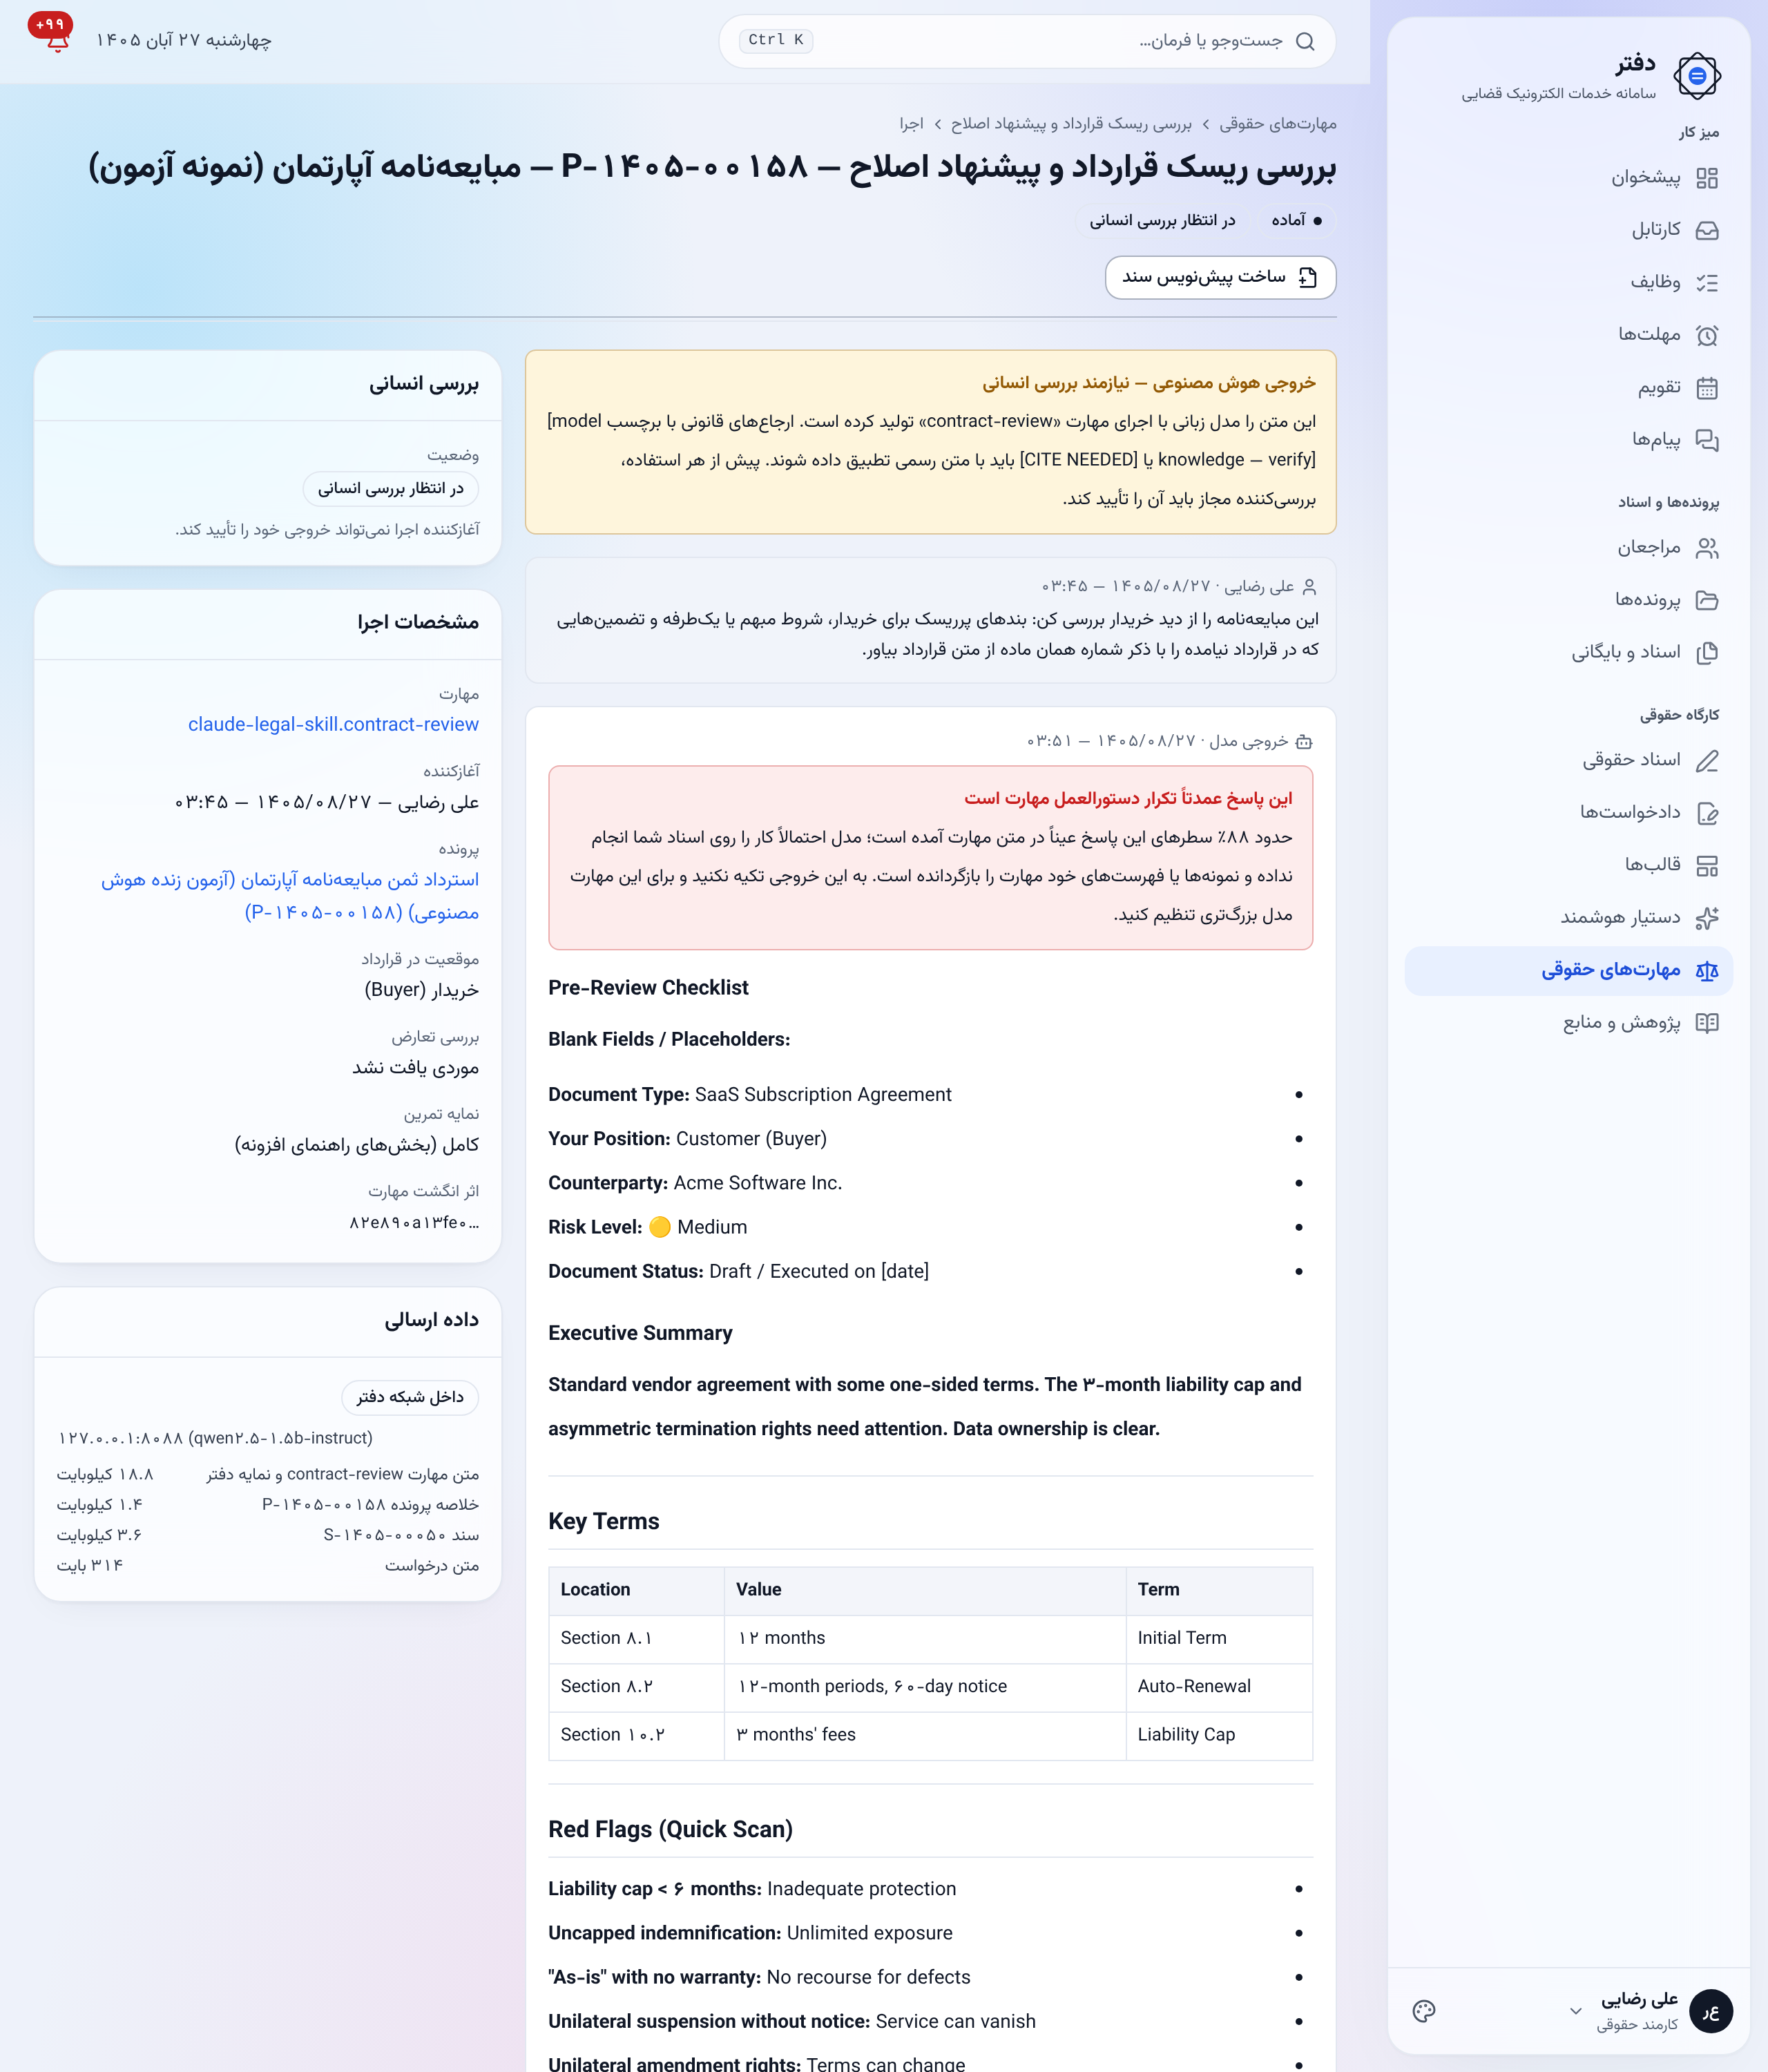 دفتر
سامانه خدمات الکترونیک قضایی
میز کار
پیشخوان
کارتابل
وظایف
مهلت‌ها
تقویم
پیام‌ها
پرونده‌ها و اسناد
مراجعان
پرونده‌ها
اسناد و بایگانی
کارگاه حقوقی
اسناد حقوقی
دادخواست‌ها
قالب‌ها
دستیار هوشمند
مهارت‌های حقوقی
پژوهش و منابع
عر
علی رضایی
کارمند حقوقی
جست‌وجو یا فرمان…
Ctrl K
چهارشنبه ۲۷ آبان ۱۴۰۵
۹۹+
مهارت‌های حقوقی › بررسی ریسک قرارداد و پیشنهاد اصلاح › اجرا
بررسی ریسک قرارداد و پیشنهاد اصلاح — P-۱۴۰۵-۰۰۱۵۸ — مبایعه‌نامه آپارتمان (نمونه آزمون)
آماده
در انتظار بررسی انسانی
ساخت پیش‌نویس سند
خروجی هوش مصنوعی — نیازمند بررسی انسانی
این متن را مدل زبانی با اجرای مهارت «contract-review» تولید کرده است. ارجاع‌های قانونی با برچسب [model
knowledge — verify] یا [CITE NEEDED] باید با متن رسمی تطبیق داده شوند. پیش از هر استفاده،
بررسی‌کننده مجاز باید آن را تأیید کند.
علی رضایی · ۱۴۰۵/۰۸/۲۷ — ۰۳:۴۵
این مبایعه‌نامه را از دید خریدار بررسی کن: بندهای پرریسک برای خریدار، شروط مبهم یا یک‌طرفه و تضمین‌هایی
که در قرارداد نیامده را با ذکر شماره همان ماده از متن قرارداد بیاور.
خروجی مدل · ۱۴۰۵/۰۸/۲۷ — ۰۳:۵۱
این پاسخ عمدتاً تکرار دستورالعمل مهارت است
حدود ۸۸٪ سطرهای این پاسخ عیناً در متن مهارت آمده است؛ مدل احتمالاً کار را روی اسناد شما انجام
نداده و نمونه‌ها یا فهرست‌های خود مهارت را بازگردانده است. به این خروجی تکیه نکنید و برای این مهارت
مدل بزرگ‌تری تنظیم کنید.
Pre-Review Checklist
Blank Fields / Placeholders:
Document Type: SaaS Subscription Agreement
Your Position: Customer (Buyer)
Counterparty: Acme Software Inc.
Risk Level: 🟡 Medium
Document Status: Draft / Executed on [date]
Executive Summary
Standard vendor agreement with some one-sided terms. The ۳-month liability cap and
asymmetric termination rights need attention. Data ownership is clear.
Key Terms
Location Value Term
Section ۸.۱ ۱۲ months Initial Term
Section ۸.۲ ۱۲-month periods, ۶۰-day notice Auto-Renewal
Section ۱۰.۲ ۳ months' fees Liability Cap
Red Flags (Quick Scan)
Liability cap < ۶ months: Inadequate protection
Uncapped indemnification: Unlimited exposure
"As-is" with no warranty: No recourse for defects
Unilateral suspension without notice: Service can vanish
Unilateral amendment rights: Terms can change
بررسی انسانی
وضعیت
در انتظار بررسی انسانی
آغازکننده اجرا نمی‌تواند خروجی خود را تأیید کند.
مشخصات اجرا
مهارت
claude-legal-skill.contract-review
آغازکننده
علی رضایی — ۱۴۰۵/۰۸/۲۷ — ۰۳:۴۵
پرونده
استرداد ثمن مبایعه‌نامه آپارتمان (آزمون زنده هوش
مصنوعی) (P-۱۴۰۵-۰۰۱۵۸)
موقعیت در قرارداد
خریدار (Buyer)
بررسی تعارض
موردی یافت نشد
نمایه تمرین
کامل (بخش‌های راهنمای افزونه)
اثر انگشت مهارت
۸۲e۸۹۰a۱۳fe۰…
داده ارسالی
داخل شبکه دفتر
۱۲۷.۰.۰.۱:۸۰۸۸ (qwen۲.۵-۱.۵b-instruct)
متن مهارت contract-review و نمایه دفتر ۱۸.۸ کیلوبایت
خلاصه پرونده P-۱۴۰۵-۰۰۱۵۸ ۱.۴ کیلوبایت
سند S-۱۴۰۵-۰۰۰۵۰ ۳.۶ کیلوبایت
متن درخواست ۳۱۴ بایت